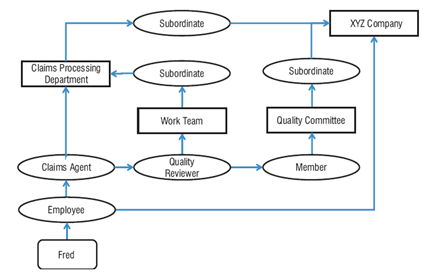 Subordinate
XYZ Company
Claims Processing
Department
Subordinate
Subordinate
Work Team
Quality Committee
Claims Agent
Quality
Reviewer
Member
Employee
Fred